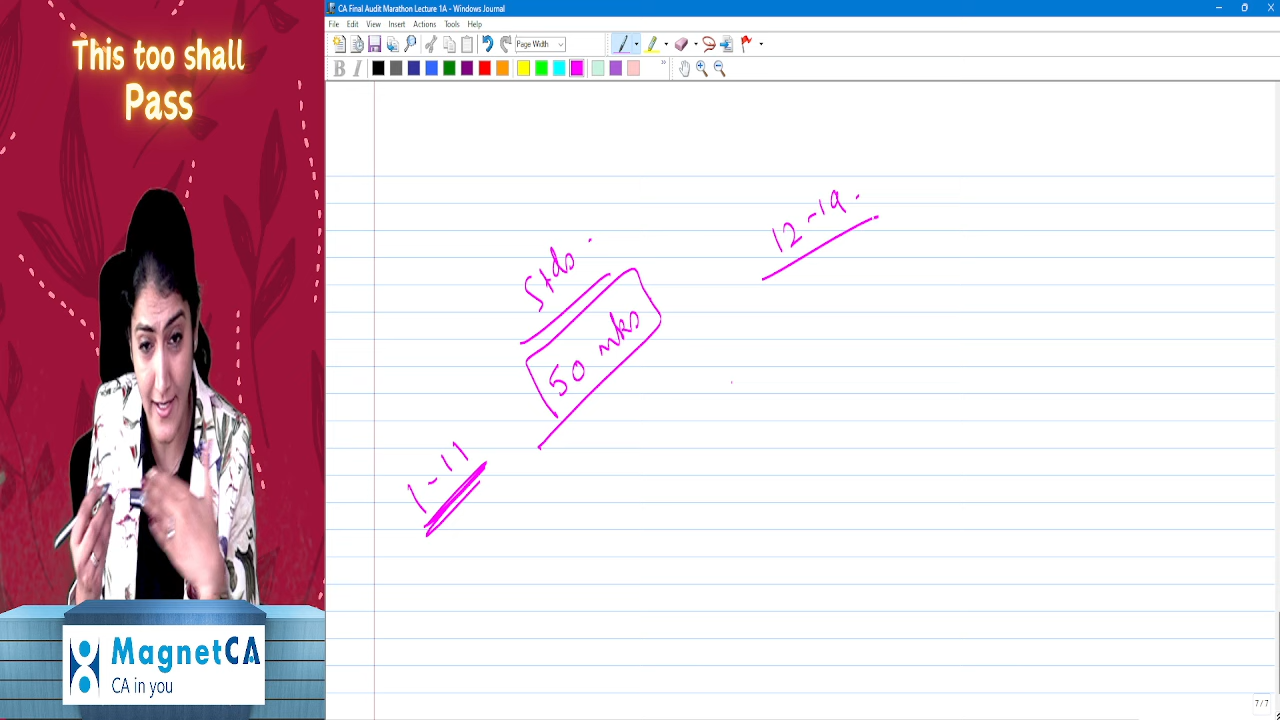 This too shall
Pass
MagnetCA
CA in you
CA Final Audit Marathon Lecture 1A - Windows Journal
File Edit View Insert Actions Tools Help
Page Width
B I
12-19.
Stds.
50 mks
1-11
7/7